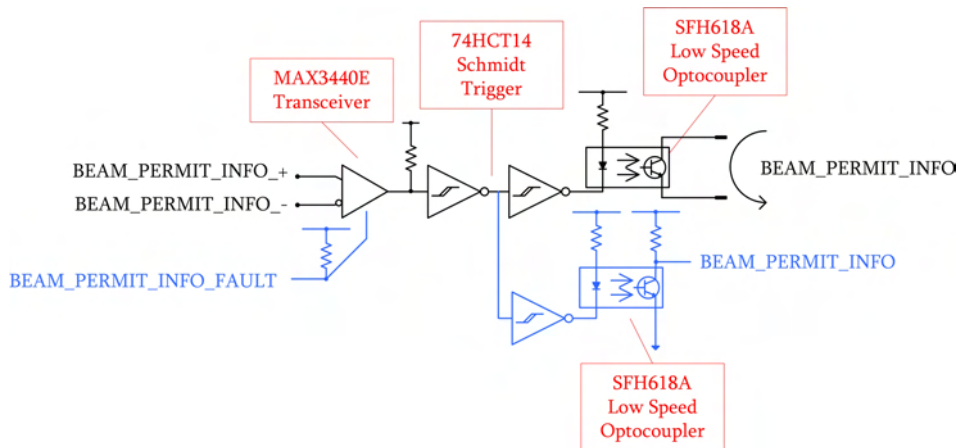 SFH618A
Low Speed
Optocoupler
74HCT14
Schmidt
Trigger
MAX3440E
Transceiver
BEAM_PERMIT_INFO_+
BEAM_PERMIT_INFO
BEAM_PERMIT_INFO_-
BEAM_PERMIT_INFO_FAULT
BEAM_PERMIT_INFO
SFH618A
Low Speed
Optocoupler